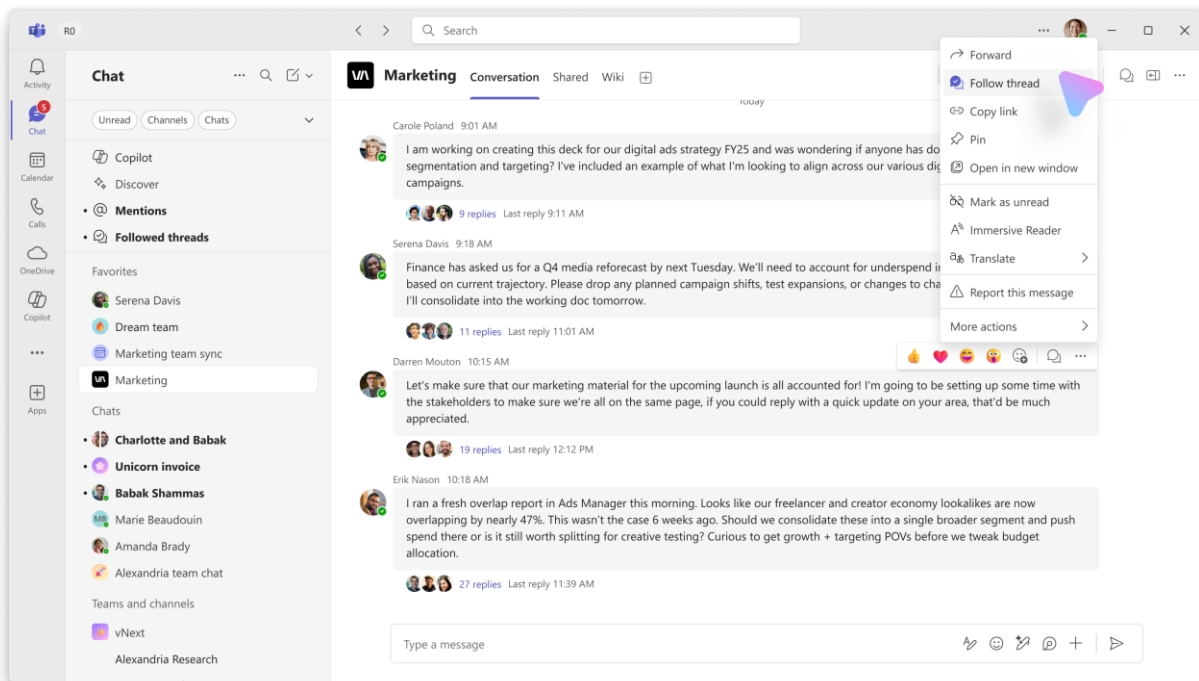 R0
Search
Activity
5
Chat
Calendar
Calls
OneDrive
Copilot
Apps
Chat
Unread
Channels
Chats
Copilot
Discover
Mentions
Followed threads
Favorites
Serena Davis
Dream team
Marketing team sync
Marketing
Chats
Charlotte and Babak
Unicorn invoice
Babak Shammas
MB Marie Beaudouin
Amanda Brady
Alexandria team chat
Teams and channels
vNext
Alexandria Research
Marketing
Conversation
Shared
Wiki
Today
Carole Poland 9:01 AM
I am working on creating this deck for our digital ads strategy FY25 and was wondering if anyone has do
segmentation and targeting? I've included an example of what I'm looking to align across our various dig
campaigns.
9 replies Last reply 9:11 AM
Serena Davis 9:18 AM
Finance has asked us for a Q4 media reforecast by next Tuesday. We'll need to account for underspend in
based on current trajectory. Please drop any planned campaign shifts, test expansions, or changes to cha
I'll consolidate into the working doc tomorrow.
11 replies Last reply 11:01 AM
Darren Mouton 10:15 AM
Let's make sure that our marketing material for the upcoming launch is all accounted for! I'm going to be setting up some time with
the stakeholders to make sure we're all on the same page, if you could reply with a quick update on your area, that'd be much
appreciated.
19 replies Last reply 12:12 PM
Erik Nason 10:18 AM
I ran a fresh overlap report in Ads Manager this morning. Looks like our freelancer and creator economy lookalikes are now
overlapping by nearly 47%. This wasn't the case 6 weeks ago. Should we consolidate these into a single broader segment and push
spend there or is it still worth splitting for creative testing? Curious to get growth + targeting POVs before we tweak budget
allocation.
27 replies Last reply 11:39 AM
Type a message
Forward
Follow thread
Copy link
Pin
Open in new window
Mark as unread
Immersive Reader
Translate
Report this message
More actions